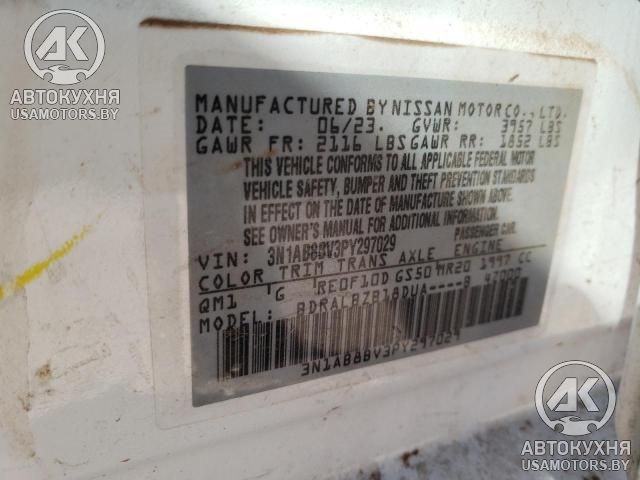 AK
АВТОКУХНЯ
USAMOTORS.BY
MANUFACTURED BY NISSAN MOTOR CO., LTD.
DATE: 06/23. GVWR: 3957 LBS
GAWR FR: 2116 LBS GAWR RR: 1852 LBS
THIS VEHICLE CONFORMS TO ALL APPLICABLE FEDERAL MOTOR
VEHICLE SAFETY, BUMPER AND THEFT PREVENTION STANDARDS
IN EFFECT ON THE DATE OF MANUFACTURE SHOWN ABOVE.
SEE OWNER'S MANUAL FOR ADDITIONAL INFORMATION
VIN: 3N1AB8BV3PY297029 PASSENGER CAR.
COLOR TRIM TRANS AXLE ENGINE
QM1 'G RE0F10D GS50 MR20 1997 CC
MODEL: BDRALBZB18DUA----B
3N1AB8BV3PY297029
AK
АВТОКУХНЯ
USAMOTORS.BY